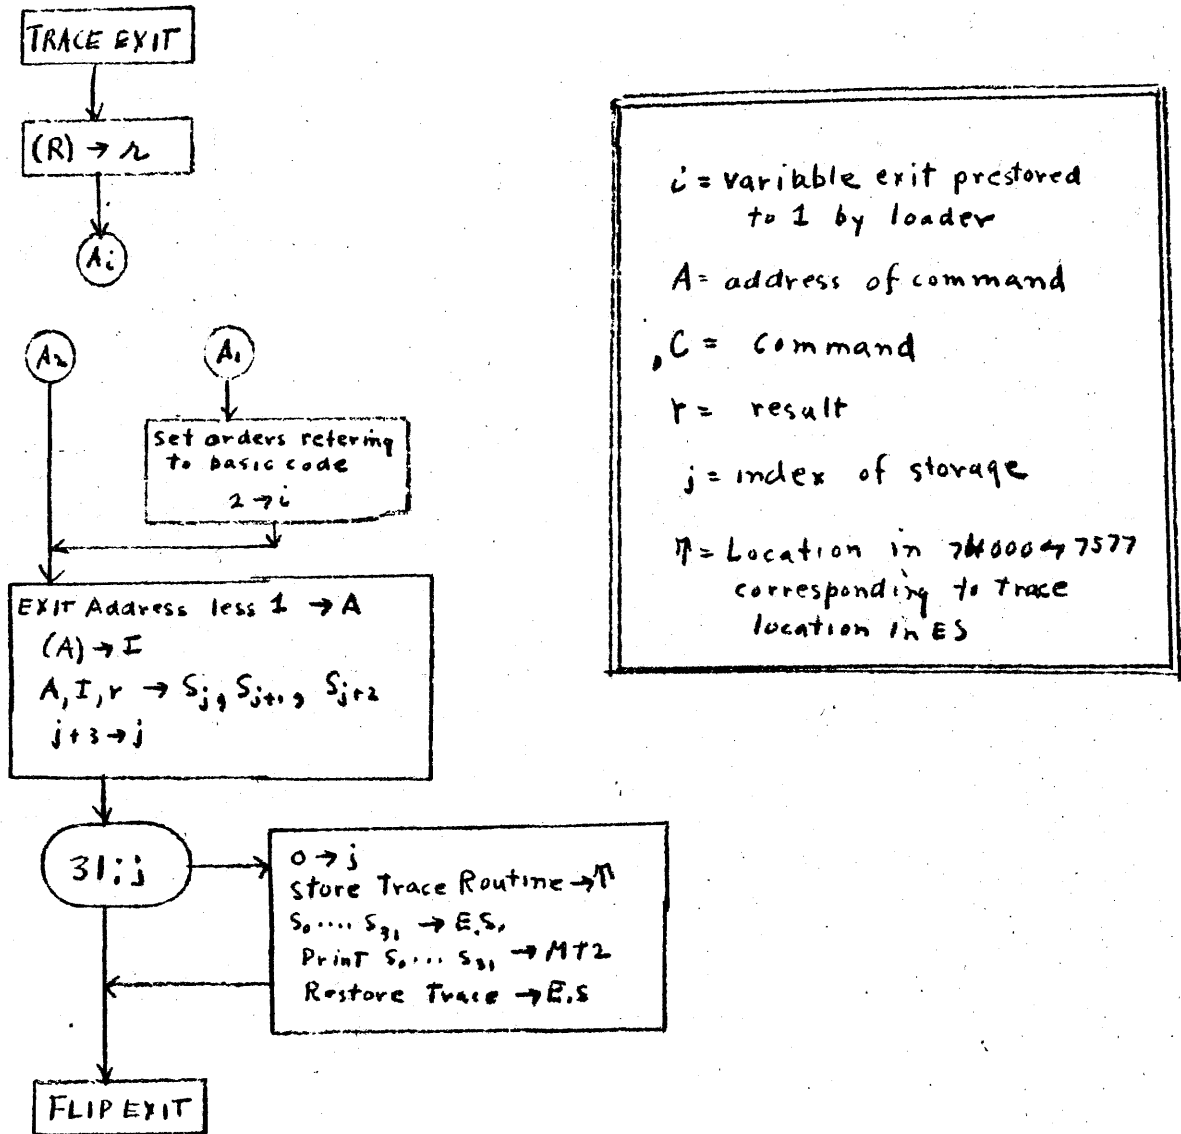 TRACE EXIT
(R) → r
Ai
A2
A1
Set orders refering
to basic code
2 → i
EXIT Address less 1 → A
(A) → I
A, I, r → Sj, Sj+1, Sj+2
j+3 → j
31 ; j
0 → j
Store Trace Routine → Π
S0 .... S31 → E.S.
Print S0 ... S31 → MT2
Restore Trace → E.S
FLIP EXIT
i = variable exit prestored
to 1 by loader
A = address of command
C = command
r = result
j = index of storage
Π = Location in 7577
corresponding to trace
location in ES